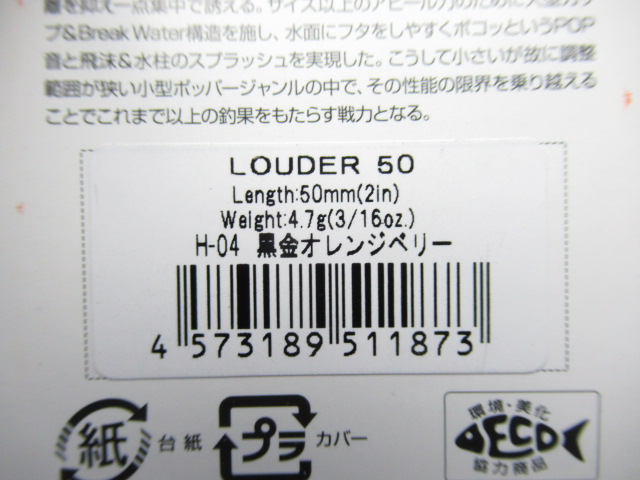 離を抑え一点集中で誘える。サイズ以上のアピール力のために大型カップ
プ&Break Water構造を施し、水面にフタをしやすくポコッというPOP
音と飛沫&水柱のスプラッシュを実現した。こうして小さいが故に調整
範囲が狭い小型ポッパージャンルの中で、その性能の限界を乗り越える
ことでこれまで以上の釣果をもたらす戦力となる。
LOUDER 50
Length:50mm(2in)
Weight:4.7g(3/16oz.)
H-04 黒金オレンジベリー
4 573189 511873
紙 台紙 プラ カバー
環境・美化
ECO
協力商品